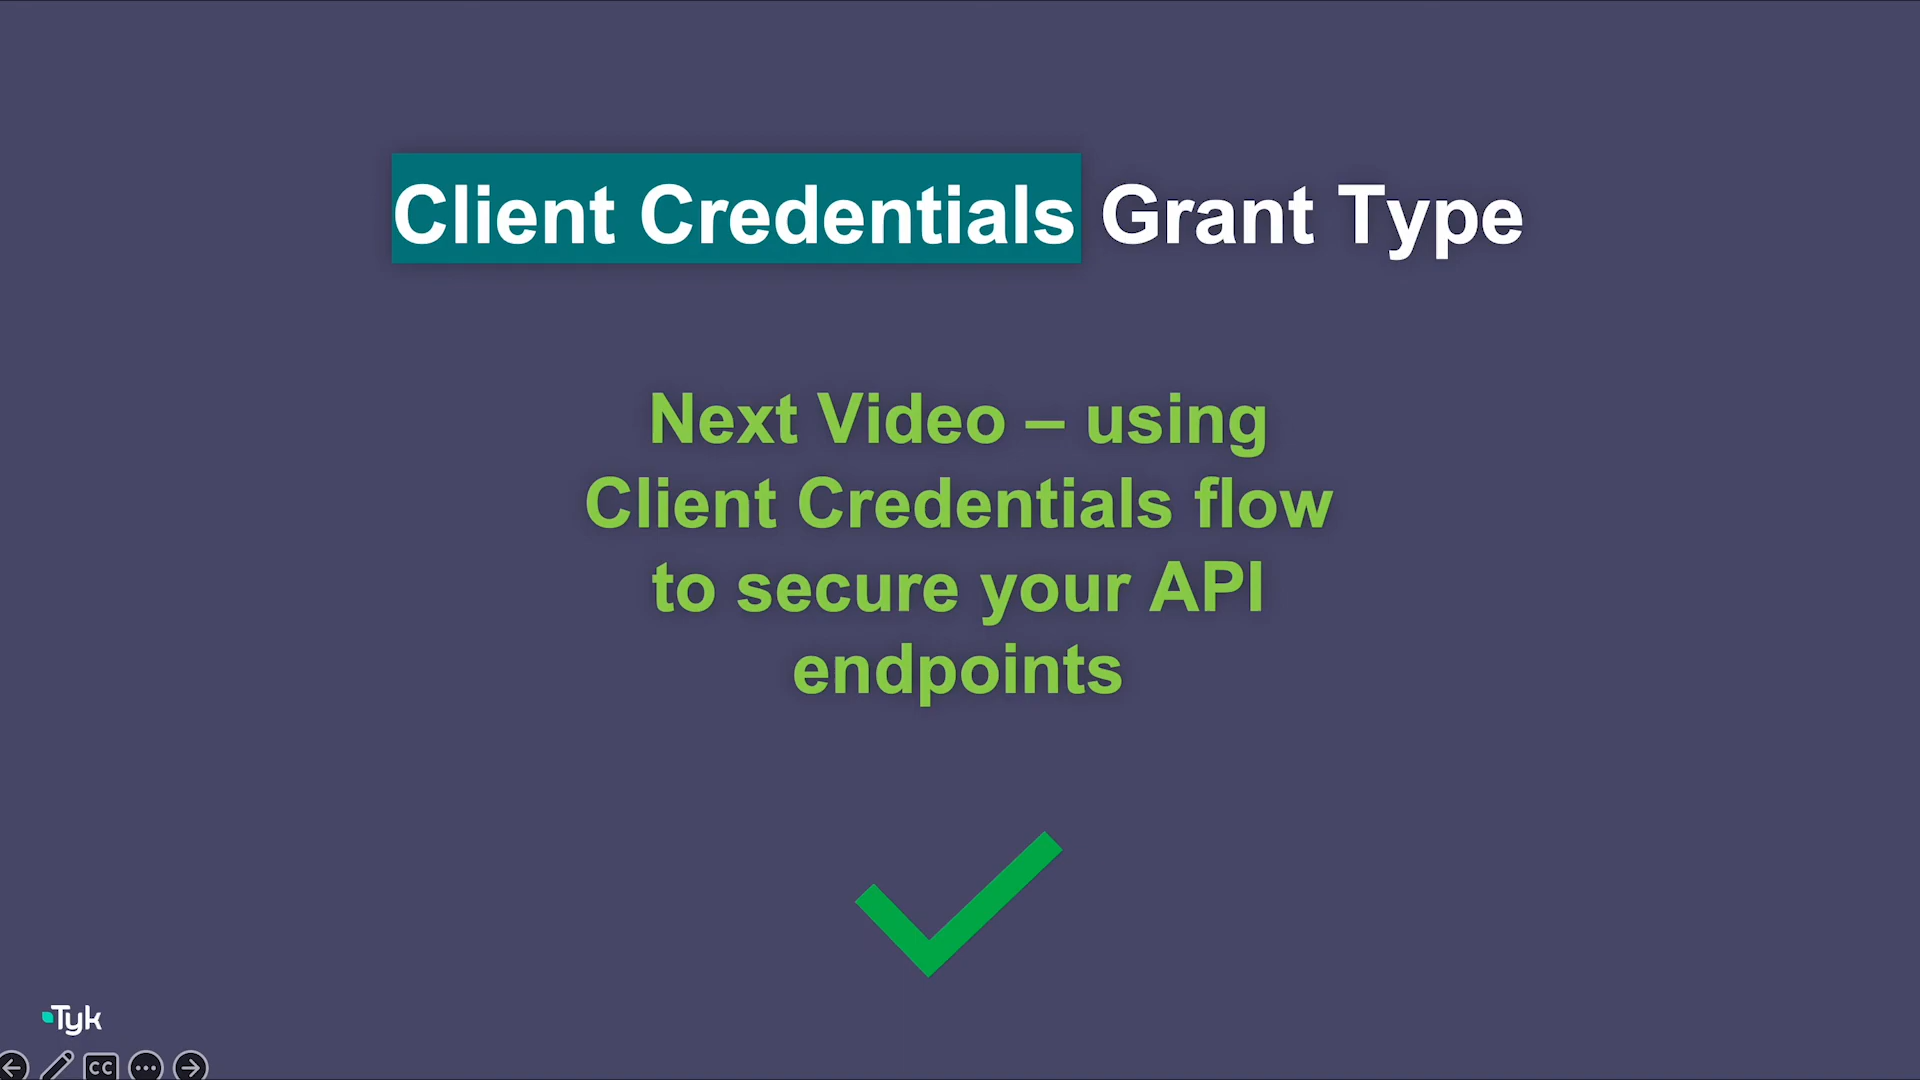 Client Credentials Grant Type
Next Video – using
Client Credentials flow
to secure your API
endpoints
Tyk
CC